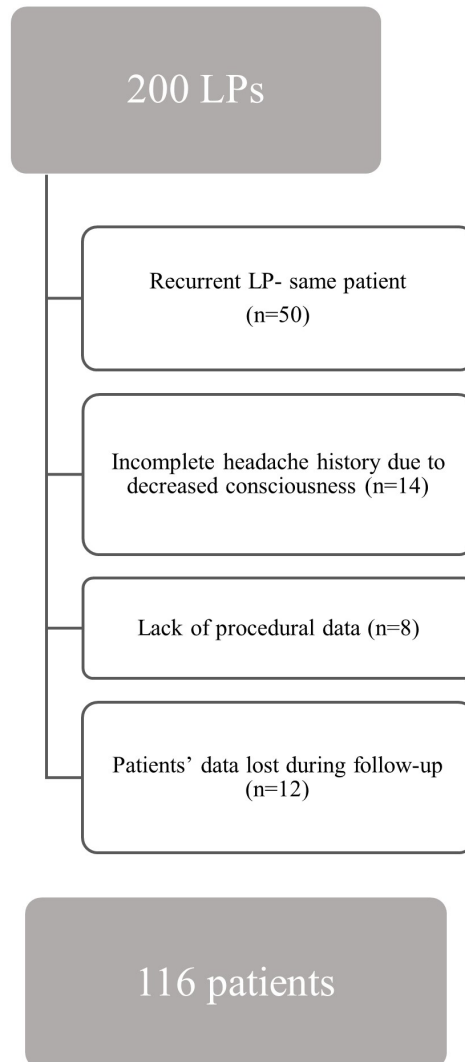 200 LPs
Recurrent LP- same patient
(n=50)
Incomplete headache history due to
decreased consciousness (n=14)
Lack of procedural data (n=8)
Patients’ data lost during follow-up
(n=12)
116 patients